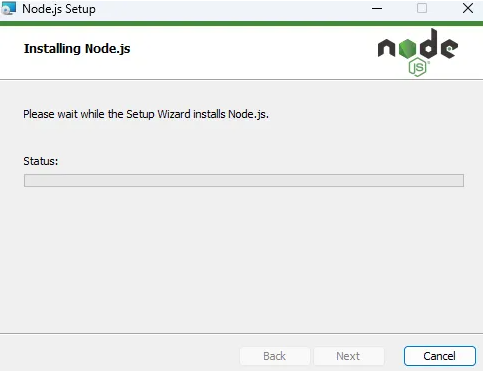 Node.js Setup
Installing Node.js
node
JS
Please wait while the Setup Wizard installs Node.js.
Status:
Back
Next
Cancel